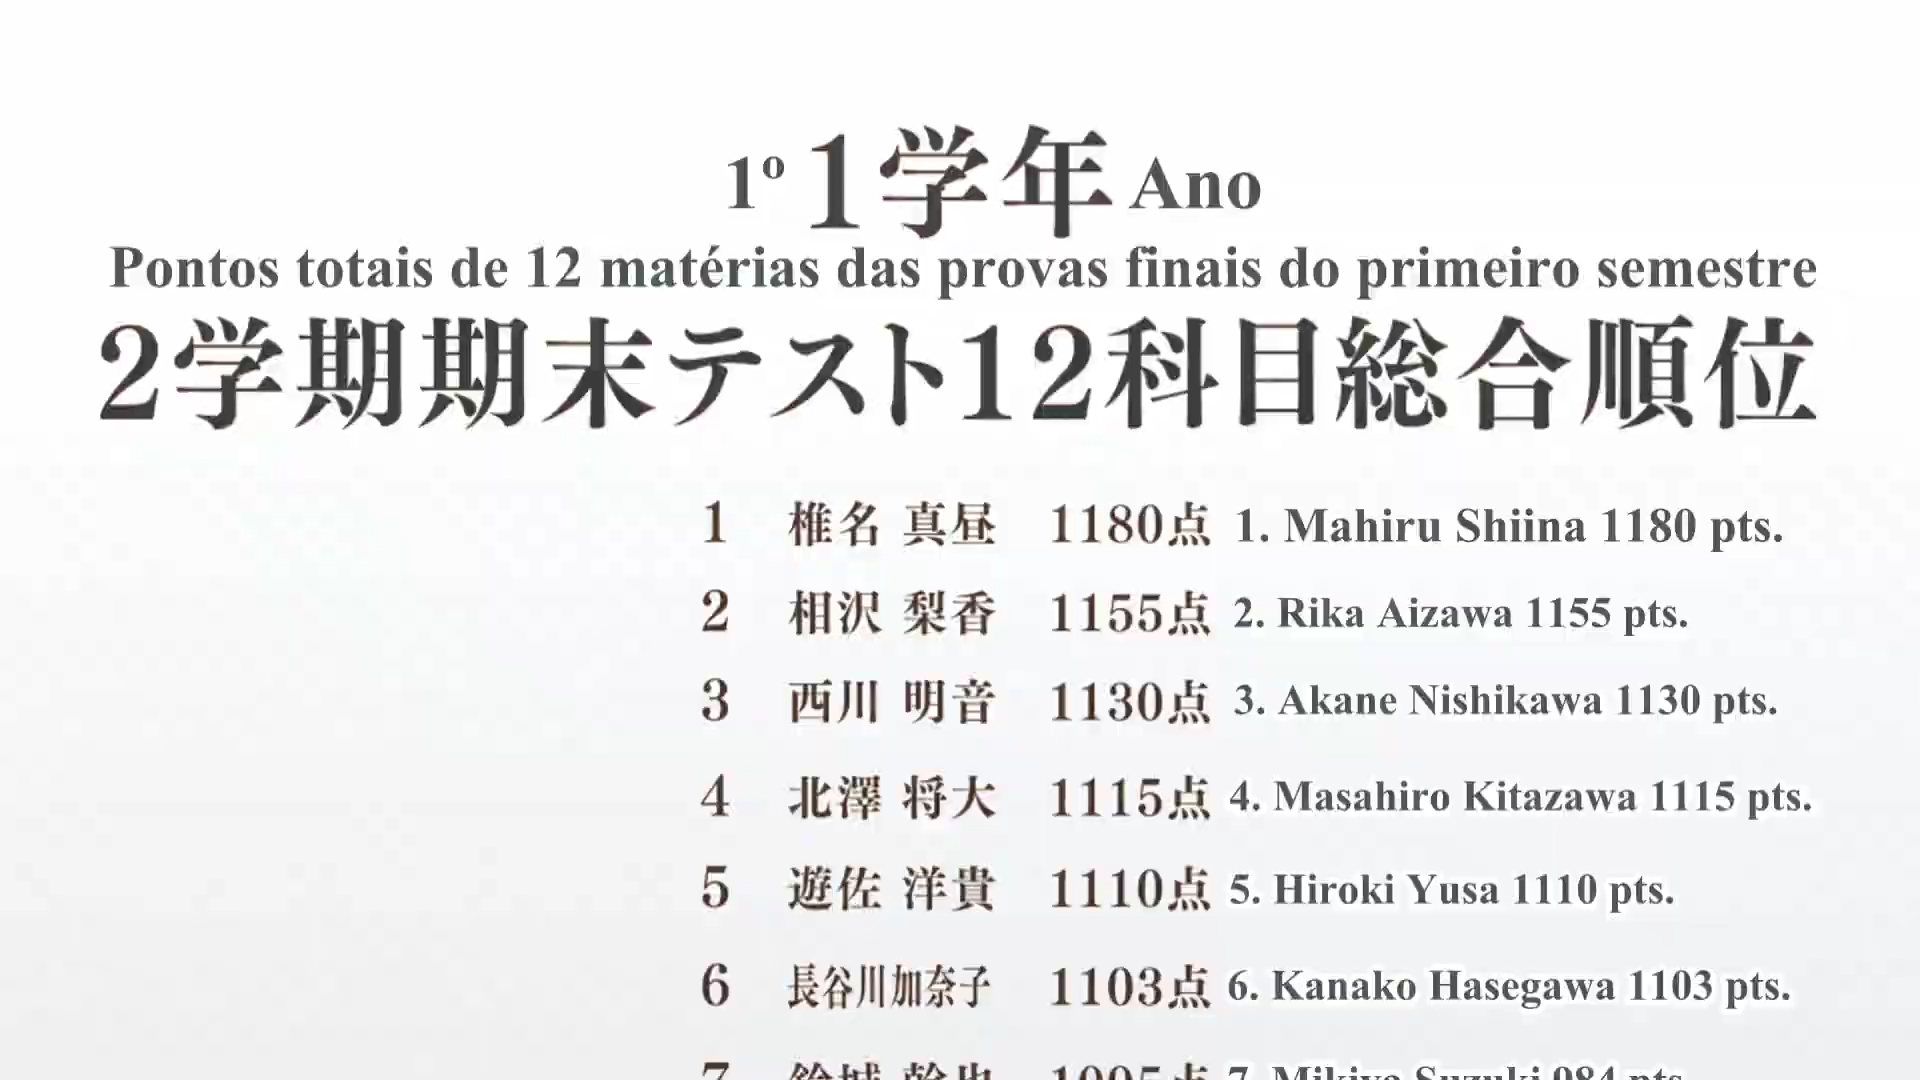 1º 1学年 Ano
Pontos totais de 12 matérias das provas finais do primeiro semestre
2学期期末テスト12科目総合順位
1 椎名 真昼 1180点 1. Mahiru Shiina 1180 pts.
2 相沢 梨香 1155点 2. Rika Aizawa 1155 pts.
3 西川 明音 1130点 3. Akane Nishikawa 1130 pts.
4 北澤 将大 1115点 4. Masahiro Kitazawa 1115 pts.
5 遊佐 洋貴 1110点 5. Hiroki Yusa 1110 pts.
6 長谷川加奈子 1103点 6. Kanako Hasegawa 1103 pts.
7 7. Mikiya Suzuki 984 pts.